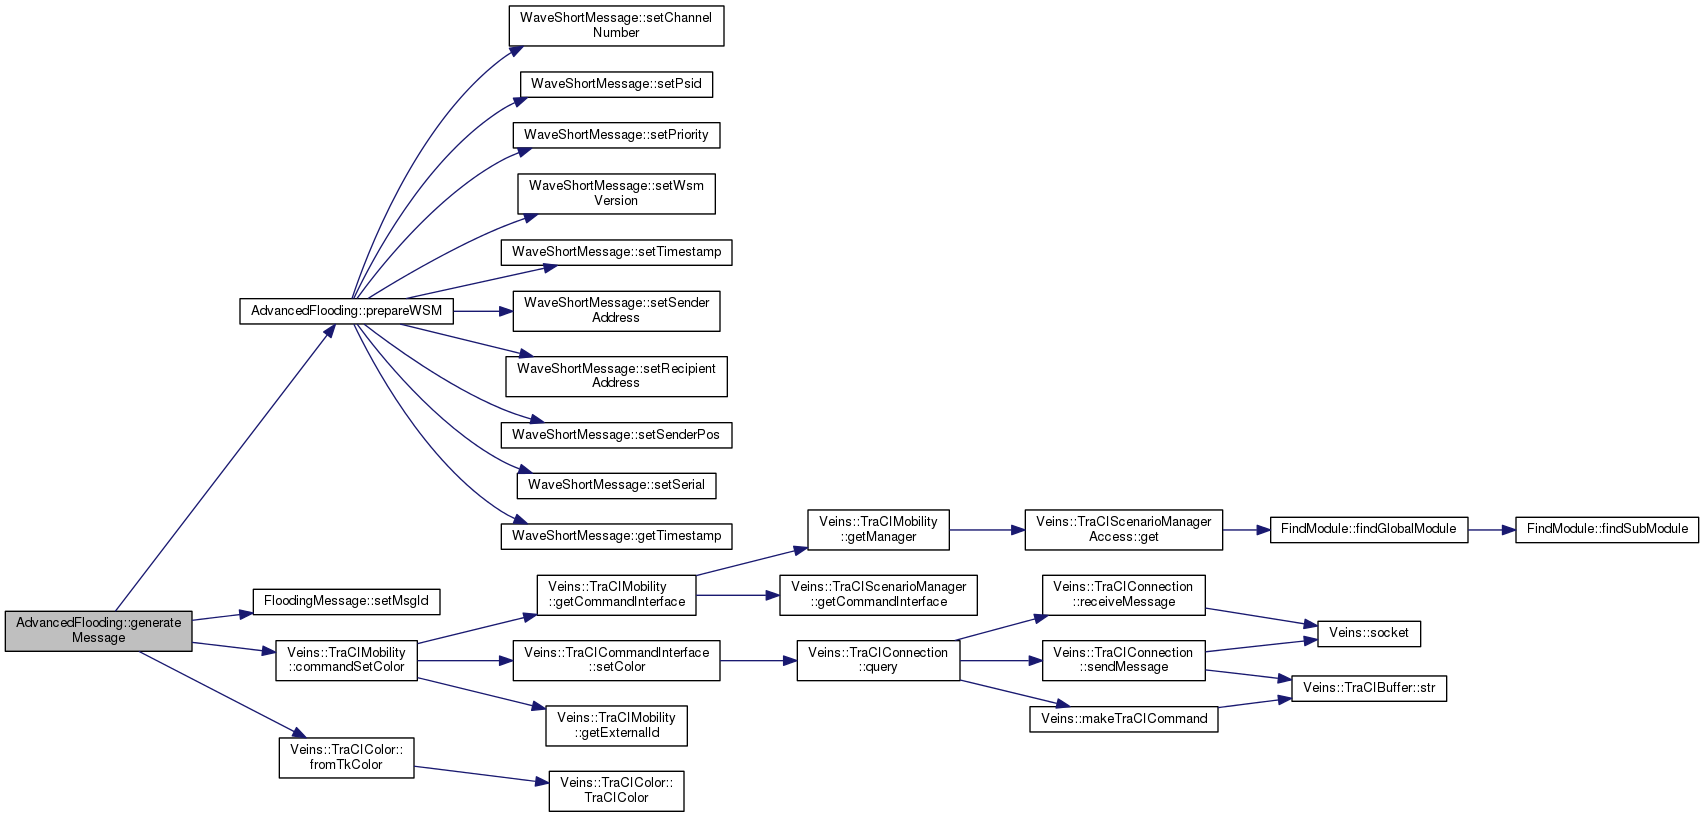 WaveShortMessage::setChannel
Number
WaveShortMessage::setPsid
WaveShortMessage::setPriority
WaveShortMessage::setWsm
Version
WaveShortMessage::setTimestamp
AdvancedFlooding::prepareWSM
WaveShortMessage::setSender
Address
WaveShortMessage::setRecipient
Address
WaveShortMessage::setSenderPos
WaveShortMessage::setSerial
WaveShortMessage::getTimestamp
Veins::TraCIMobility
::getManager
Veins::TraCIScenarioManager
Access::get
FindModule::findGlobalModule
FindModule::findSubModule
FloodingMessage::setMsgId
Veins::TraCIMobility
::getCommandInterface
Veins::TraCIScenarioManager
::getCommandInterface
Veins::TraCIConnection
::receiveMessage
AdvancedFlooding::generate
Message
Veins::socket
Veins::TraCIMobility
::commandSetColor
Veins::TraCICommandInterface
::setColor
Veins::TraCIConnection
::query
Veins::TraCIConnection
::sendMessage
Veins::TraCIBuffer::str
Veins::TraCIMobility
::getExternalId
Veins::makeTraCICommand
Veins::TraCIColor::
fromTkColor
Veins::TraCIColor::
TraCIColor